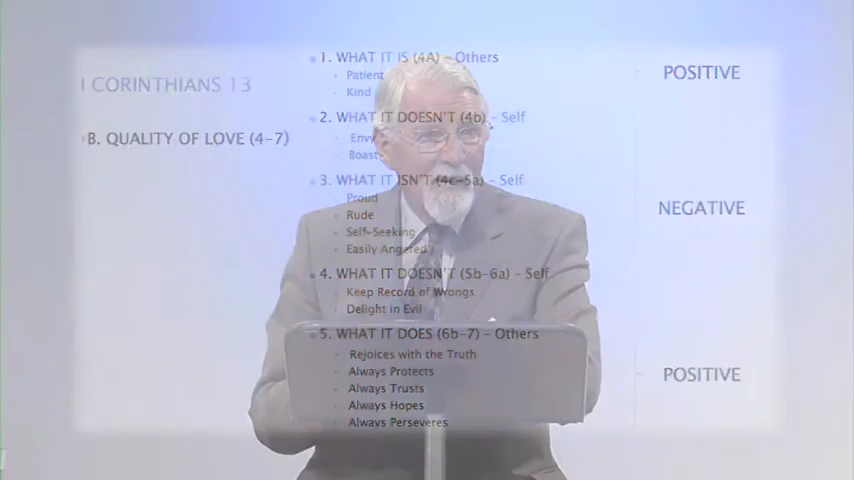 I CORINTHIANS 13
B. QUALITY OF LOVE (4-7)
1. WHAT IT IS (4A) - Others
Patient
Kind
2. WHAT IT DOESN'T (4b) - Self
Envy
Boast
3. WHAT IT ISN'T (4c-5a) - Self
Proud
Rude
Self-Seeking
Easily Angered
4. WHAT IT DOESN'T (5b-6a) - Self
Keep Record of Wrongs
Delight in Evil
5. WHAT IT DOES (6b-7) - Others
Rejoices with the Truth
Always Protects
Always Trusts
Always Hopes
Always Perseveres
POSITIVE
NEGATIVE
POSITIVE